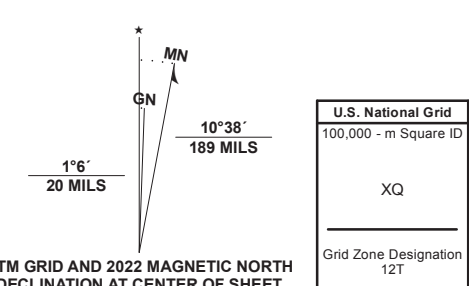 ★
MN
GN
10°38´
189 MILS
1°6´
20 MILS
TM GRID AND 2022 MAGNETIC NORTH
DECLINATION AT CENTER OF SHEET
U.S. National Grid
100,000 - m Square ID
XQ
Grid Zone Designation
12T